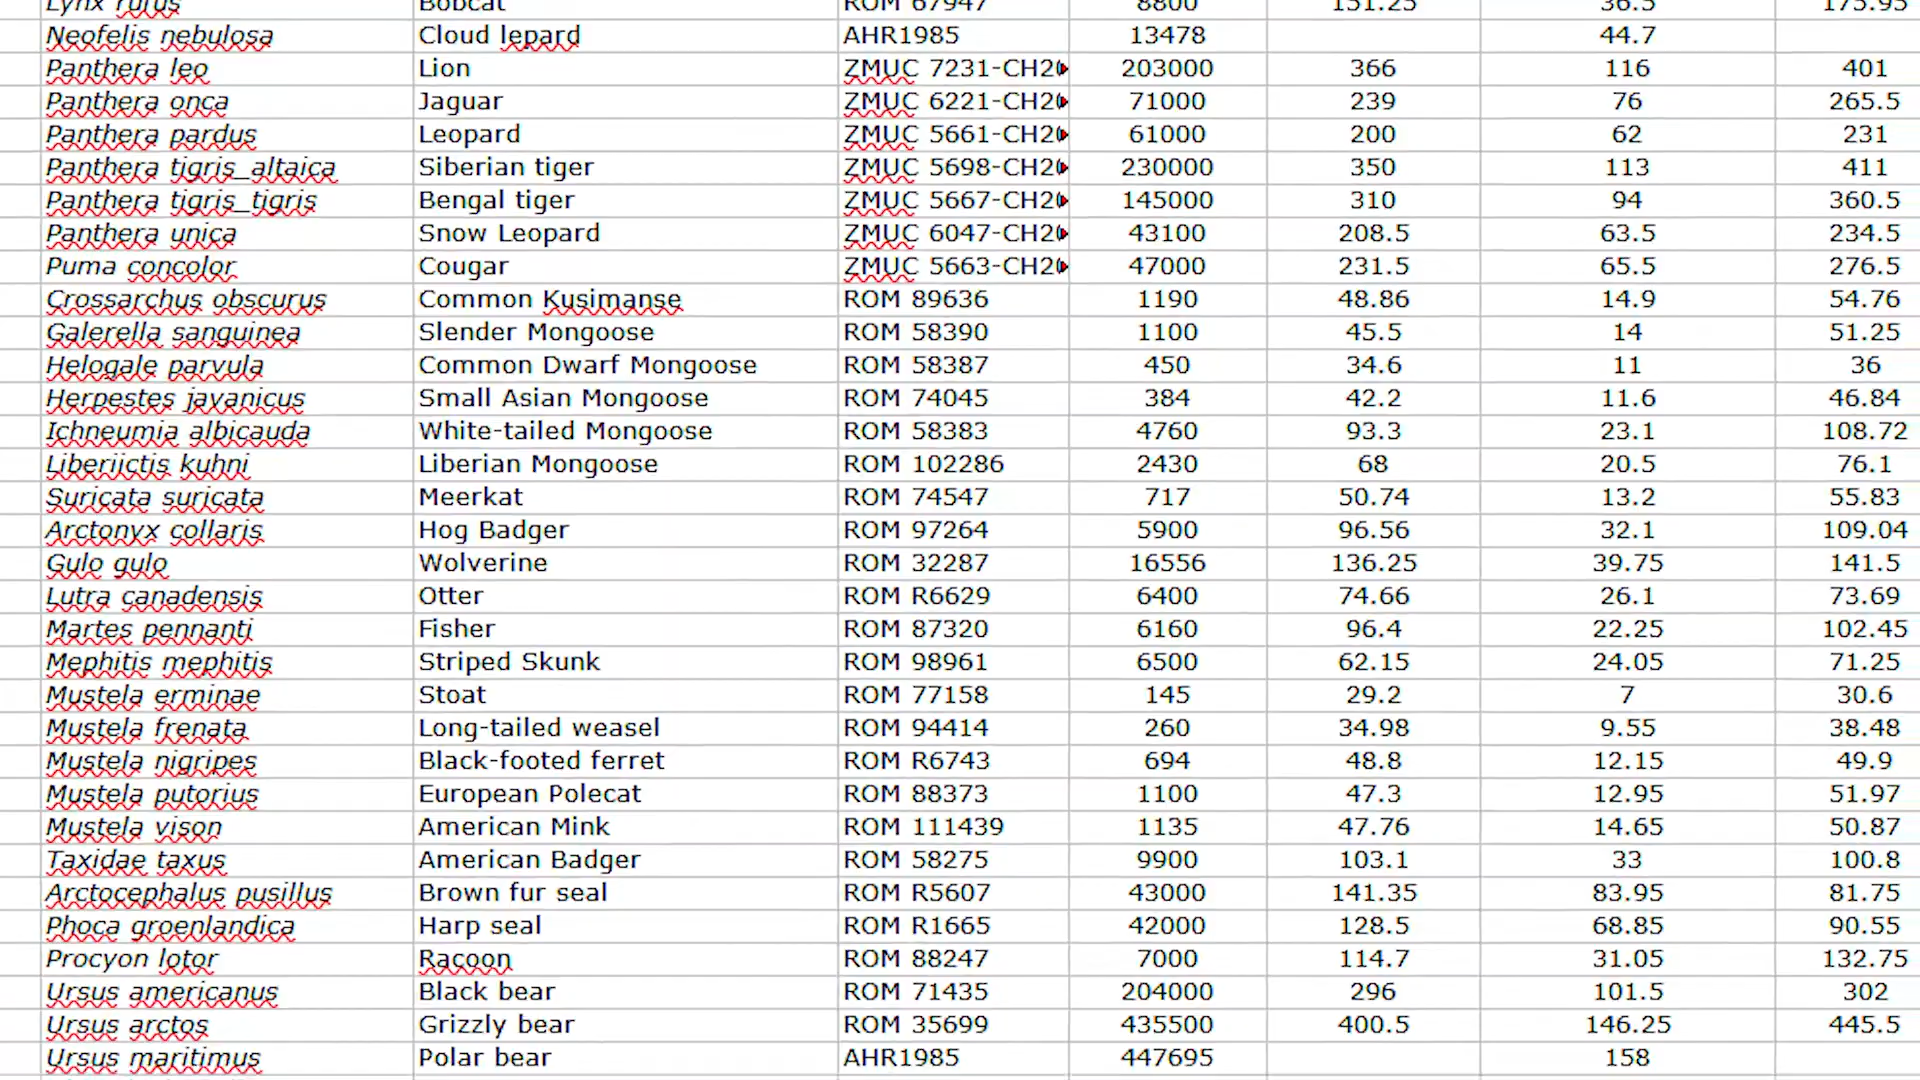 Lynx rufus Bobcat ROM 67947 8800 151.25 36.5 175.95
Neofelis nebulosa Cloud lepard AHR1985 13478 44.7
Panthera leo Lion ZMUC 7231-CH20 203000 366 116 401
Panthera onca Jaguar ZMUC 6221-CH20 71000 239 76 265.5
Panthera pardus Leopard ZMUC 5661-CH20 61000 200 62 231
Panthera tigris_altaica Siberian tiger ZMUC 5698-CH20 230000 350 113 411
Panthera tigris_tigris Bengal tiger ZMUC 5667-CH20 145000 310 94 360.5
Panthera unica Snow Leopard ZMUC 6047-CH20 43100 208.5 63.5 234.5
Puma concolor Cougar ZMUC 5663-CH20 47000 231.5 65.5 276.5
Crossarchus obscurus Common Kusimanse ROM 89636 1190 48.86 14.9 54.76
Galerella sanguinea Slender Mongoose ROM 58390 1100 45.5 14 51.25
Helogale parvula Common Dwarf Mongoose ROM 58387 450 34.6 11 36
Herpestes javanicus Small Asian Mongoose ROM 74045 384 42.2 11.6 46.84
Ichneumia albicauda White-tailed Mongoose ROM 58383 4760 93.3 23.1 108.72
Liberiictis kuhni Liberian Mongoose ROM 102286 2430 68 20.5 76.1
Suricata suricata Meerkat ROM 74547 717 50.74 13.2 55.83
Arctonyx collaris Hog Badger ROM 97264 5900 96.56 32.1 109.04
Gulo gulo Wolverine ROM 32287 16556 136.25 39.75 141.5
Lutra canadensis Otter ROM R6629 6400 74.66 26.1 73.69
Martes pennanti Fisher ROM 87320 6160 96.4 22.25 102.45
Mephitis mephitis Striped Skunk ROM 98961 6500 62.15 24.05 71.25
Mustela erminae Stoat ROM 77158 145 29.2 7 30.6
Mustela frenata Long-tailed weasel ROM 94414 260 34.98 9.55 38.48
Mustela nigripes Black-footed ferret ROM R6743 694 48.8 12.15 49.9
Mustela putorius European Polecat ROM 88373 1100 47.3 12.95 51.97
Mustela vison American Mink ROM 111439 1135 47.76 14.65 50.87
Taxidae taxus American Badger ROM 58275 9900 103.1 33 100.8
Arctocephalus pusillus Brown fur seal ROM R5607 43000 141.35 83.95 81.75
Phoca groenlandica Harp seal ROM R1665 42000 128.5 68.85 90.55
Procyon lotor Racoon ROM 88247 7000 114.7 31.05 132.75
Ursus americanus Black bear ROM 71435 204000 296 101.5 302
Ursus arctos Grizzly bear ROM 35699 435500 400.5 146.25 445.5
Ursus maritimus Polar bear AHR1985 447695 158